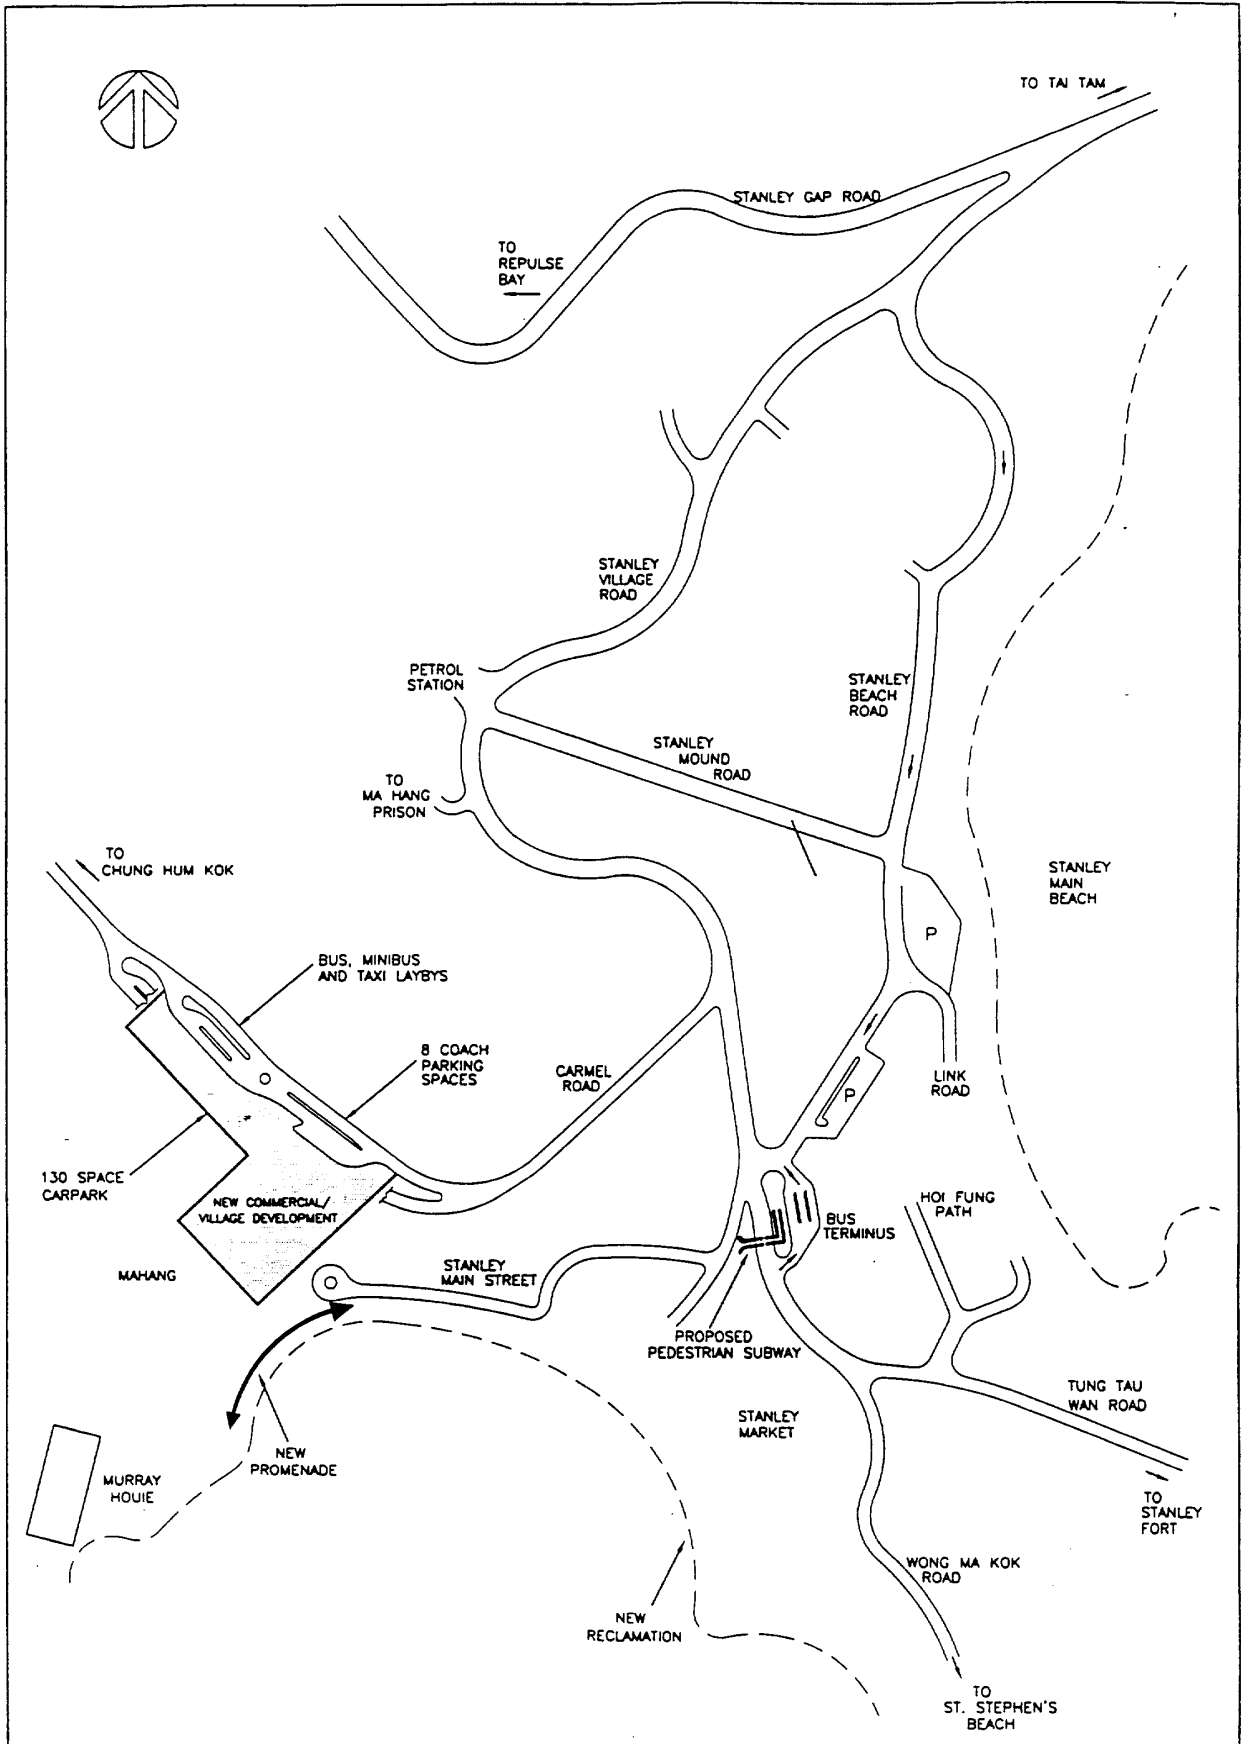 TO TAI TAM
STANLEY GAP ROAD
TO
REPULSE
BAY
STANLEY
VILLAGE
ROAD
PETROL
STATION
STANLEY
BEACH
ROAD
STANLEY
MOUND
ROAD
TO
MA HANG
PRISON
TO
CHUNG HUM KOK
STANLEY
MAIN
BEACH
P
BUS, MINIBUS
AND TAXI LAYBYS
8 COACH
PARKING
SPACES
CARMEL
ROAD
LINK
ROAD
P
130 SPACE
CARPARK
NEW COMMERCIAL/
VILLAGE DEVELOPMENT
HOI FUNG
PATH
BUS
TERMINUS
MAHANG
STANLEY
MAIN STREET
PROPOSED
PEDESTRIAN SUBWAY
TUNG TAU
WAN ROAD
STANLEY
MARKET
NEW
PROMENADE
MURRAY
HOUIE
TO
STANLEY
FORT
WONG MA KOK
ROAD
NEW
RECLAMATION
TO
ST. STEPHEN'S
BEACH